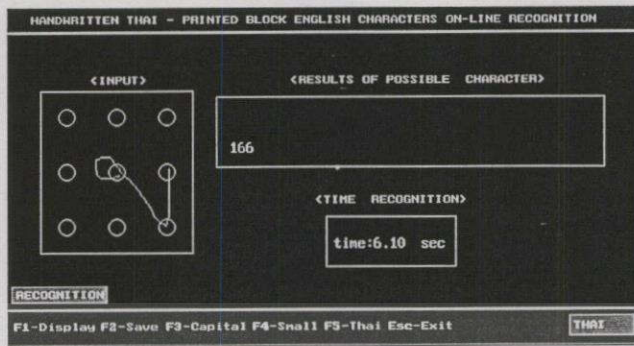 HANDWRITTEN THAI - PRINTED BLOCK ENGLISH CHARACTERS ON-LINE RECOGNITION
<INPUT>
<RESULTS OF POSSIBLE CHARACTER>
166
<TIME RECOGNITION>
time:6.10 sec
RECOGNITION
F1-Display F2-Save F3-Capital F4-Small F5-Thai Esc-Exit
THAI